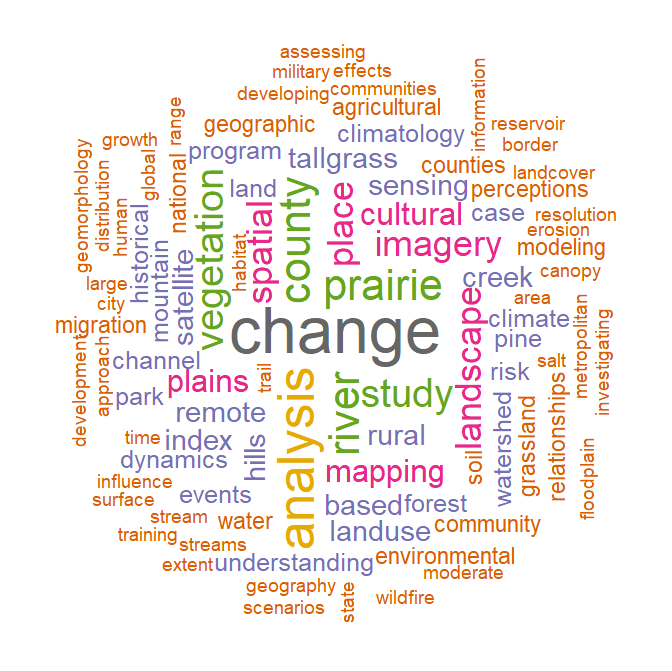 assessing
military
effects
developing
communities
agricultural
geographic
climatology
information
reservoir
border
growth
range
program
tallgrass
counties
landcover
geomorphology
distribution
human
global
national
land
sensing
perceptions
historical
mountain
vegetation
satellite
habitat
spatial
county
place
cultural
case
resolution
erosion
imagery
modeling
large
city
migration
prairie
creek
canopy
area
change
landscape
climate
pine
metropolitan
investigating
development
approach
channel
plains
trail
risk
salt
park
remote
analysis
river
study
rural
watershed
grassland
relationships
time
index
hills
dynamics
mapping
soil
floodplain
influence
surface
events
based
forest
stream
water
landuse
community
training
streams
extent
understanding
environmental
moderate
geography
scenarios
state
wildfire